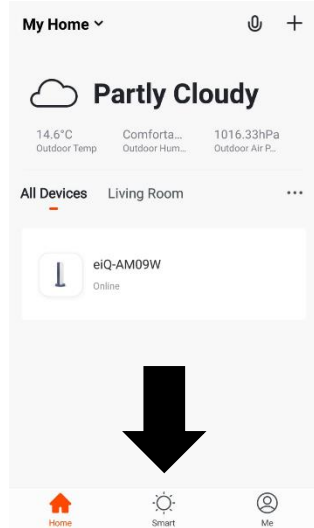 My Home
Partly Cloudy
14.6°C Comforta... 1016.33hPa
Outdoor Temp Outdoor Hum... Outdoor Air P...
All Devices Living Room
eiQ-AM09W
Online
Home Smart Me